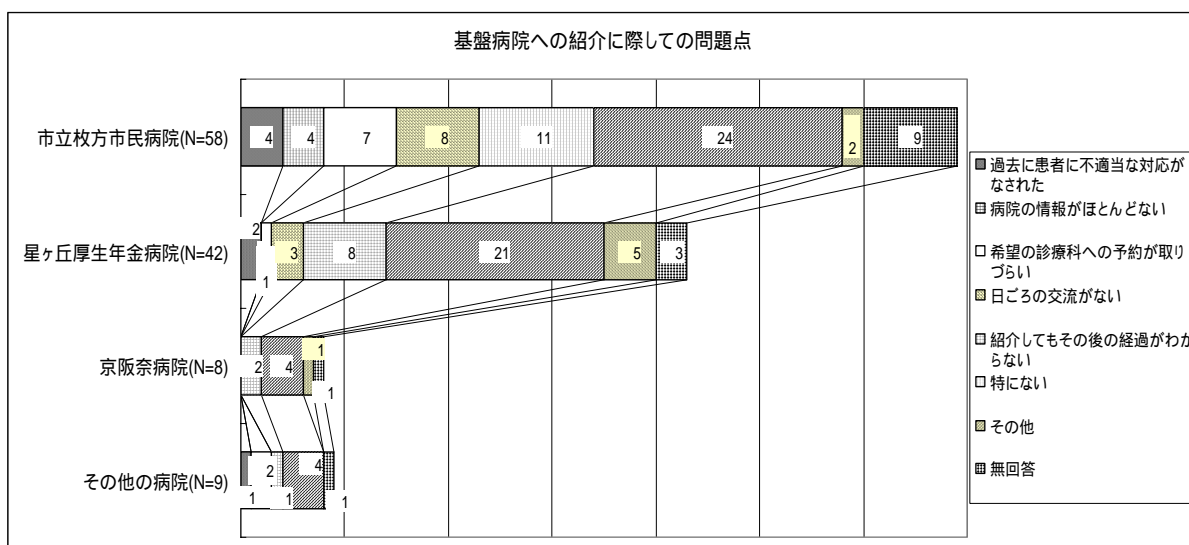 基盤病院への紹介に際しての問題点
市立枚方市民病院(N=58)
4 4 7 8 11 24 2 9
星ヶ丘厚生年金病院(N=42)
2 1 3 8 21 5 3
京阪奈病院(N=8)
2 4 1 1
その他の病院(N=9)
1 2 1 4 1
過去に患者に不適当な対応が
なされた
病院の情報がほとんどない
希望の診療科への予約が取り
づらい
日ごろの交流がない
紹介してもその後の経過がわか
らない
特にない
その他
無回答